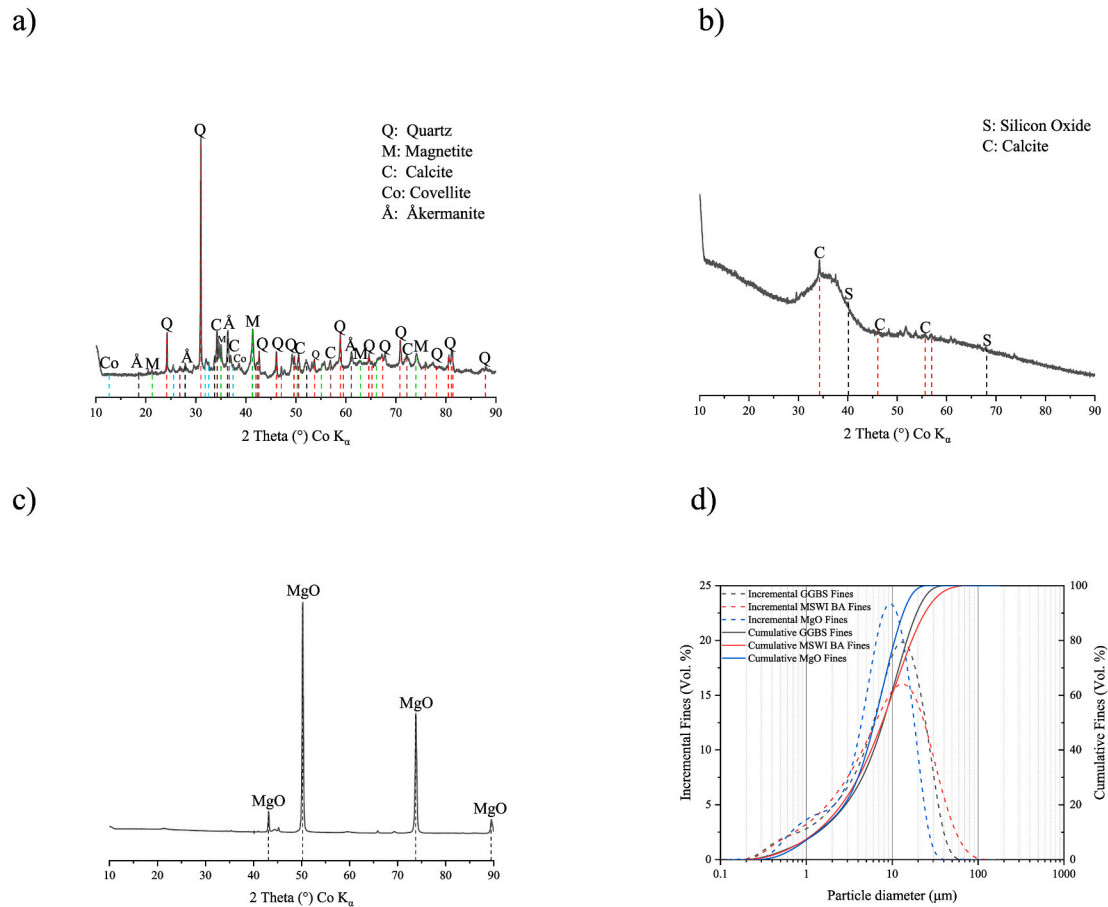 a)
Q
Q: Quartz
M: Magnetite
C: Calcite
Co: Covellite
Å: Åkermanite
Q C Å M M Q Q Q Q C Q C Q Å M Q Q Q C M Q Q Q
Co Å M Å C Co
10 20 30 40 50 60 70 80 90
2 Theta (°) Co Kα
b)
S: Silicon Oxide
C: Calcite
C
S
C C S
10 20 30 40 50 60 70 80 90
2 Theta (°) Co Kα
c)
MgO
MgO
MgO
MgO
10 20 30 40 50 60 70 80 90
2 Theta (°) Co Kα
d)
Incremental Fines (Vol. %)
25
20
15
10
5
0
Incremental GGBS Fines
Incremental MSWI BA Fines
Incremental MgO Fines
Cumulative GGBS Fines
Cumulative MSWI BA Fines
Cumulative MgO Fines
100
80
60
40
20
0
Cumulative Fines (Vol. %)
0.1 1 10 100 1000
Particle diameter (μm)